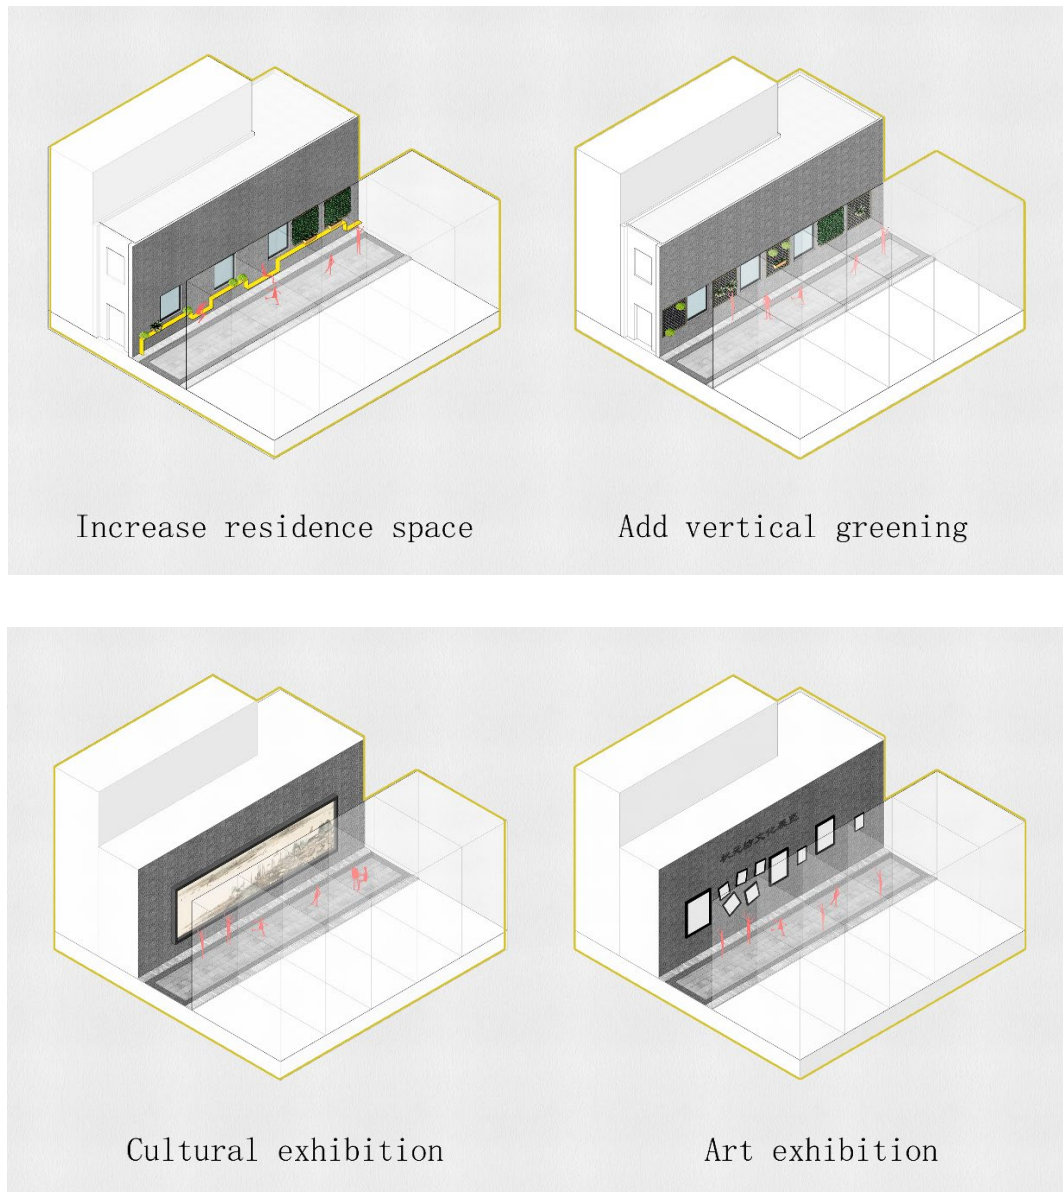 Increase residence space
Add vertical greening
Cultural exhibition
Art exhibition